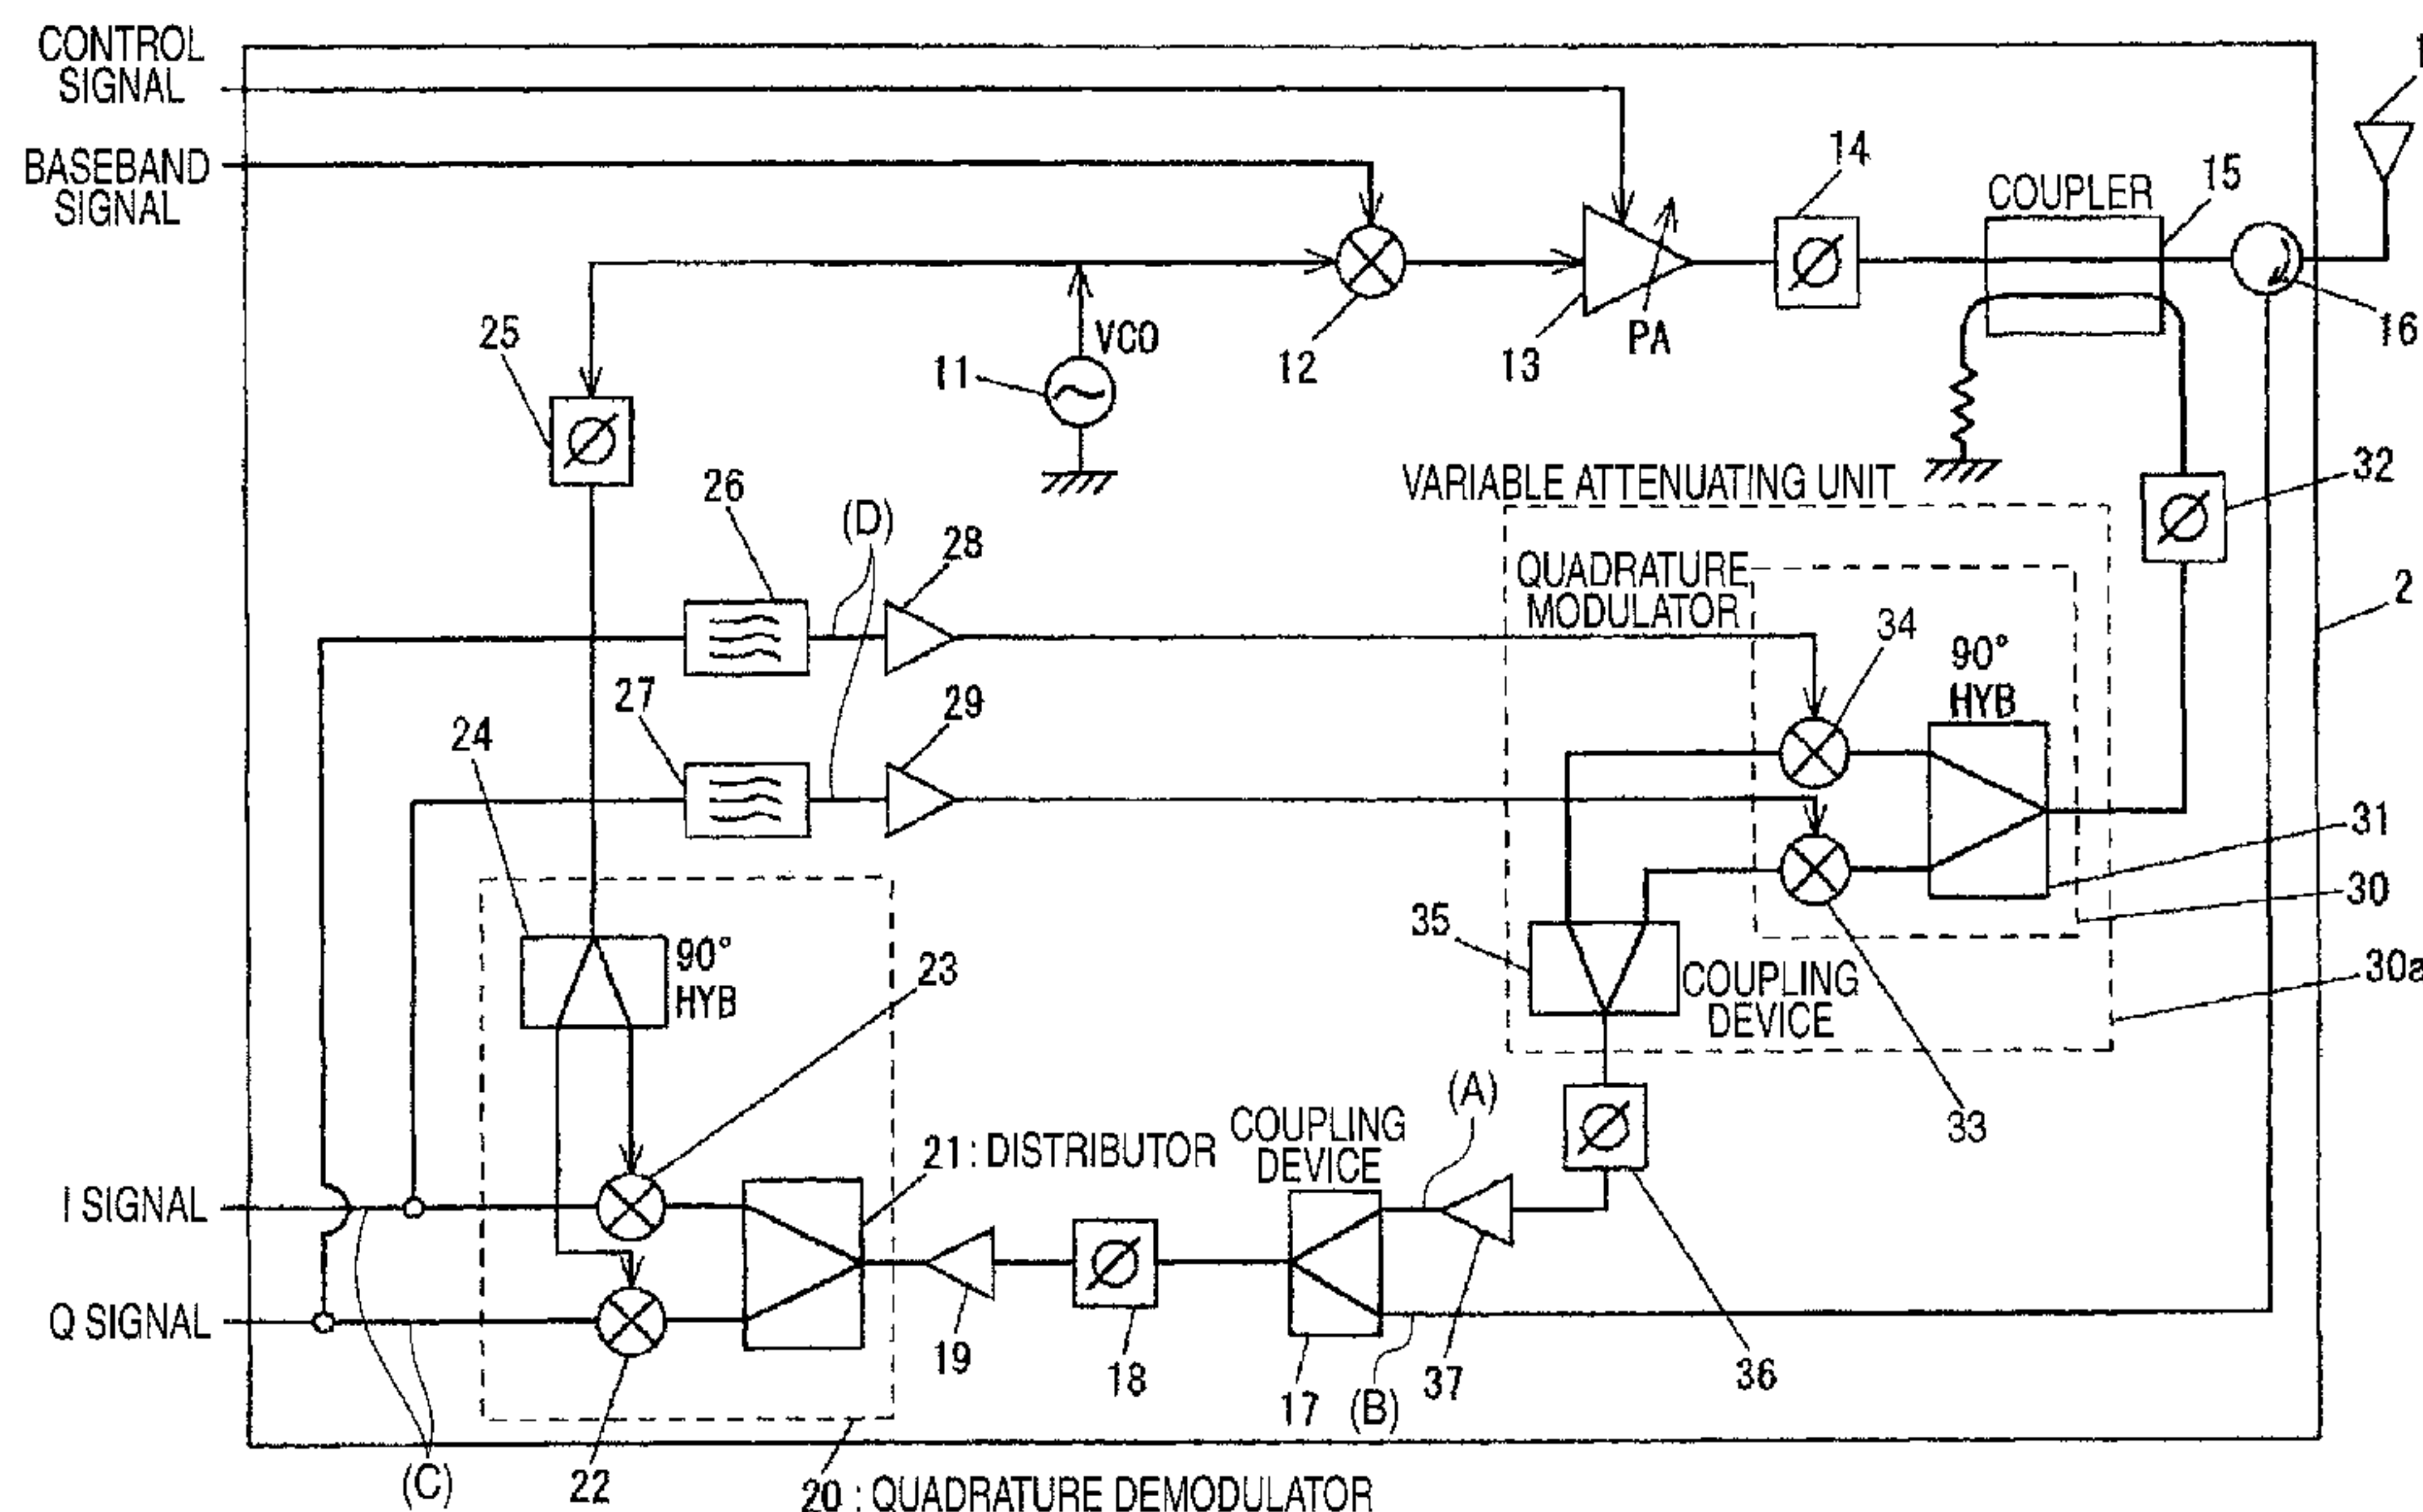 CONTROL
SIGNAL
BASEBAND
SIGNAL
1
14
COUPLER
15
25
VCO
11
12
13
PA
16
VARIABLE ATTENUATING UNIT
32
26
(D)
28
QUADRATURE
MODULATOR
34
2
90°
HYB
27
29
24
31
30
35
COUPLING
DEVICE
30a
90°
HYB
23
33
(A)
COUPLING
DEVICE
21 : DISTRIBUTOR
I SIGNAL
Q SIGNAL
19
18
17
(B)
37
36
(C)
22
20 : QUADRATURE DEMODULATOR